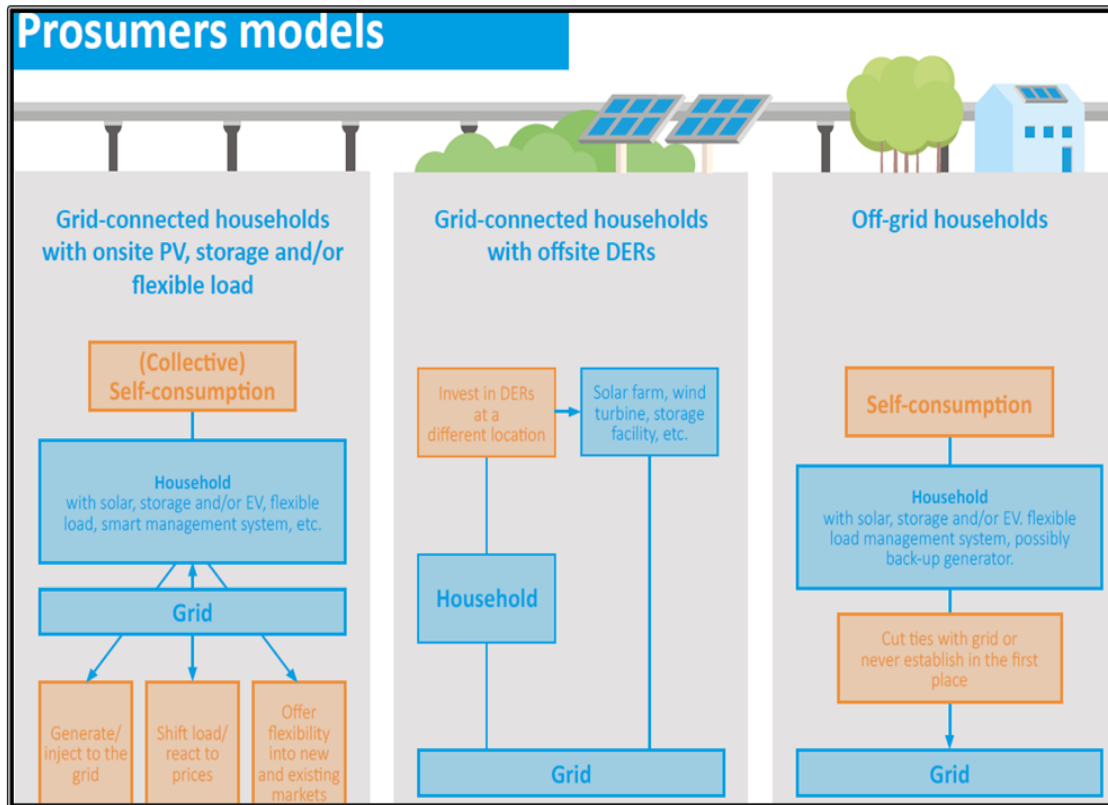 Prosumers models
Grid-connected households
with onsite PV, storage and/or
flexible load
(Collective)
Self-consumption
Household
with solar, storage and/or EV, flexible
load, smart management system, etc.
Grid
Generate/
inject to the
grid
Shift load/
react to
prices
Offer
flexibility
into new
and existing
markets
Grid-connected households
with offsite DERs
Invest in DERs
at a
different location
Solar farm, wind
turbine, storage
facility, etc.
Household
Grid
Off-grid households
Self-consumption
Household
with solar, storage and/or EV. flexible
load management system, possibly
back-up generator.
Cut ties with grid or
never establish in the first
place
Grid